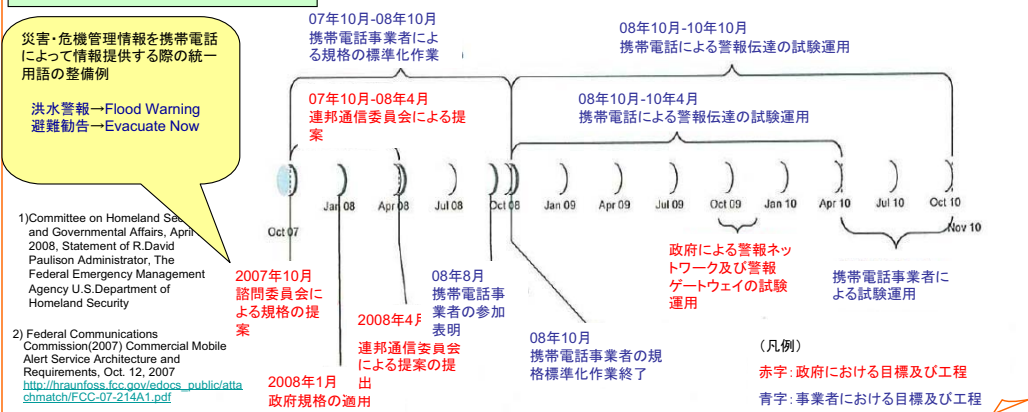 災害・危機管理情報を携帯電話
によって情報提供する際の統一
用語の整備例
洪水警報→Flood Warning
避難勧告→Evacuate Now
07年10月-08年10月
携帯電話事業者によ
る規格の標準化作業
08年10月-10年10月
携帯電話による警報伝達の試験運用
07年10月-08年4月
連邦通信委員会による提
案
08年10月-10年4月
携帯電話による警報伝達の試験運用
Oct 07
Jan 08
Apr 08
Jul 08
Oct 08
Jan 09
Apr 09
Jul 09
Oct 09
Jan 10
Apr 10
Jul 10
Oct 10
Nov 10
1)Committee on Homeland Sec
and Governmental Affairs, April
2008, Statement of R.David
Paulison Administrator, The
Federal Emergency Management
Agency U.S.Department of
Homeland Security
2) Federal Communications
Commission(2007) Commercial Mobile
Alert Service Architecture and
Requirements, Oct. 12, 2007
http://hraunfoss.fcc.gov/edocs_public/atta
chmatch/FCC-07-214A1.pdf
2007年10月
諮問委員会に
よる規格の提
案
2008年1月
政府規格の適用
2008年4月
連邦通信委員会
による提案の提
出
08年8月
携帯電話事
業者の参加
表明
08年10月
携帯電話事業者の規
格標準化作業終了
政府による警報ネッ
トワーク及び警報
ゲートウェイの試験
運用
携帯電話事業者に
よる試験運用
(凡例)
赤字:政府における目標及び工程
青字:事業者における目標及び工程